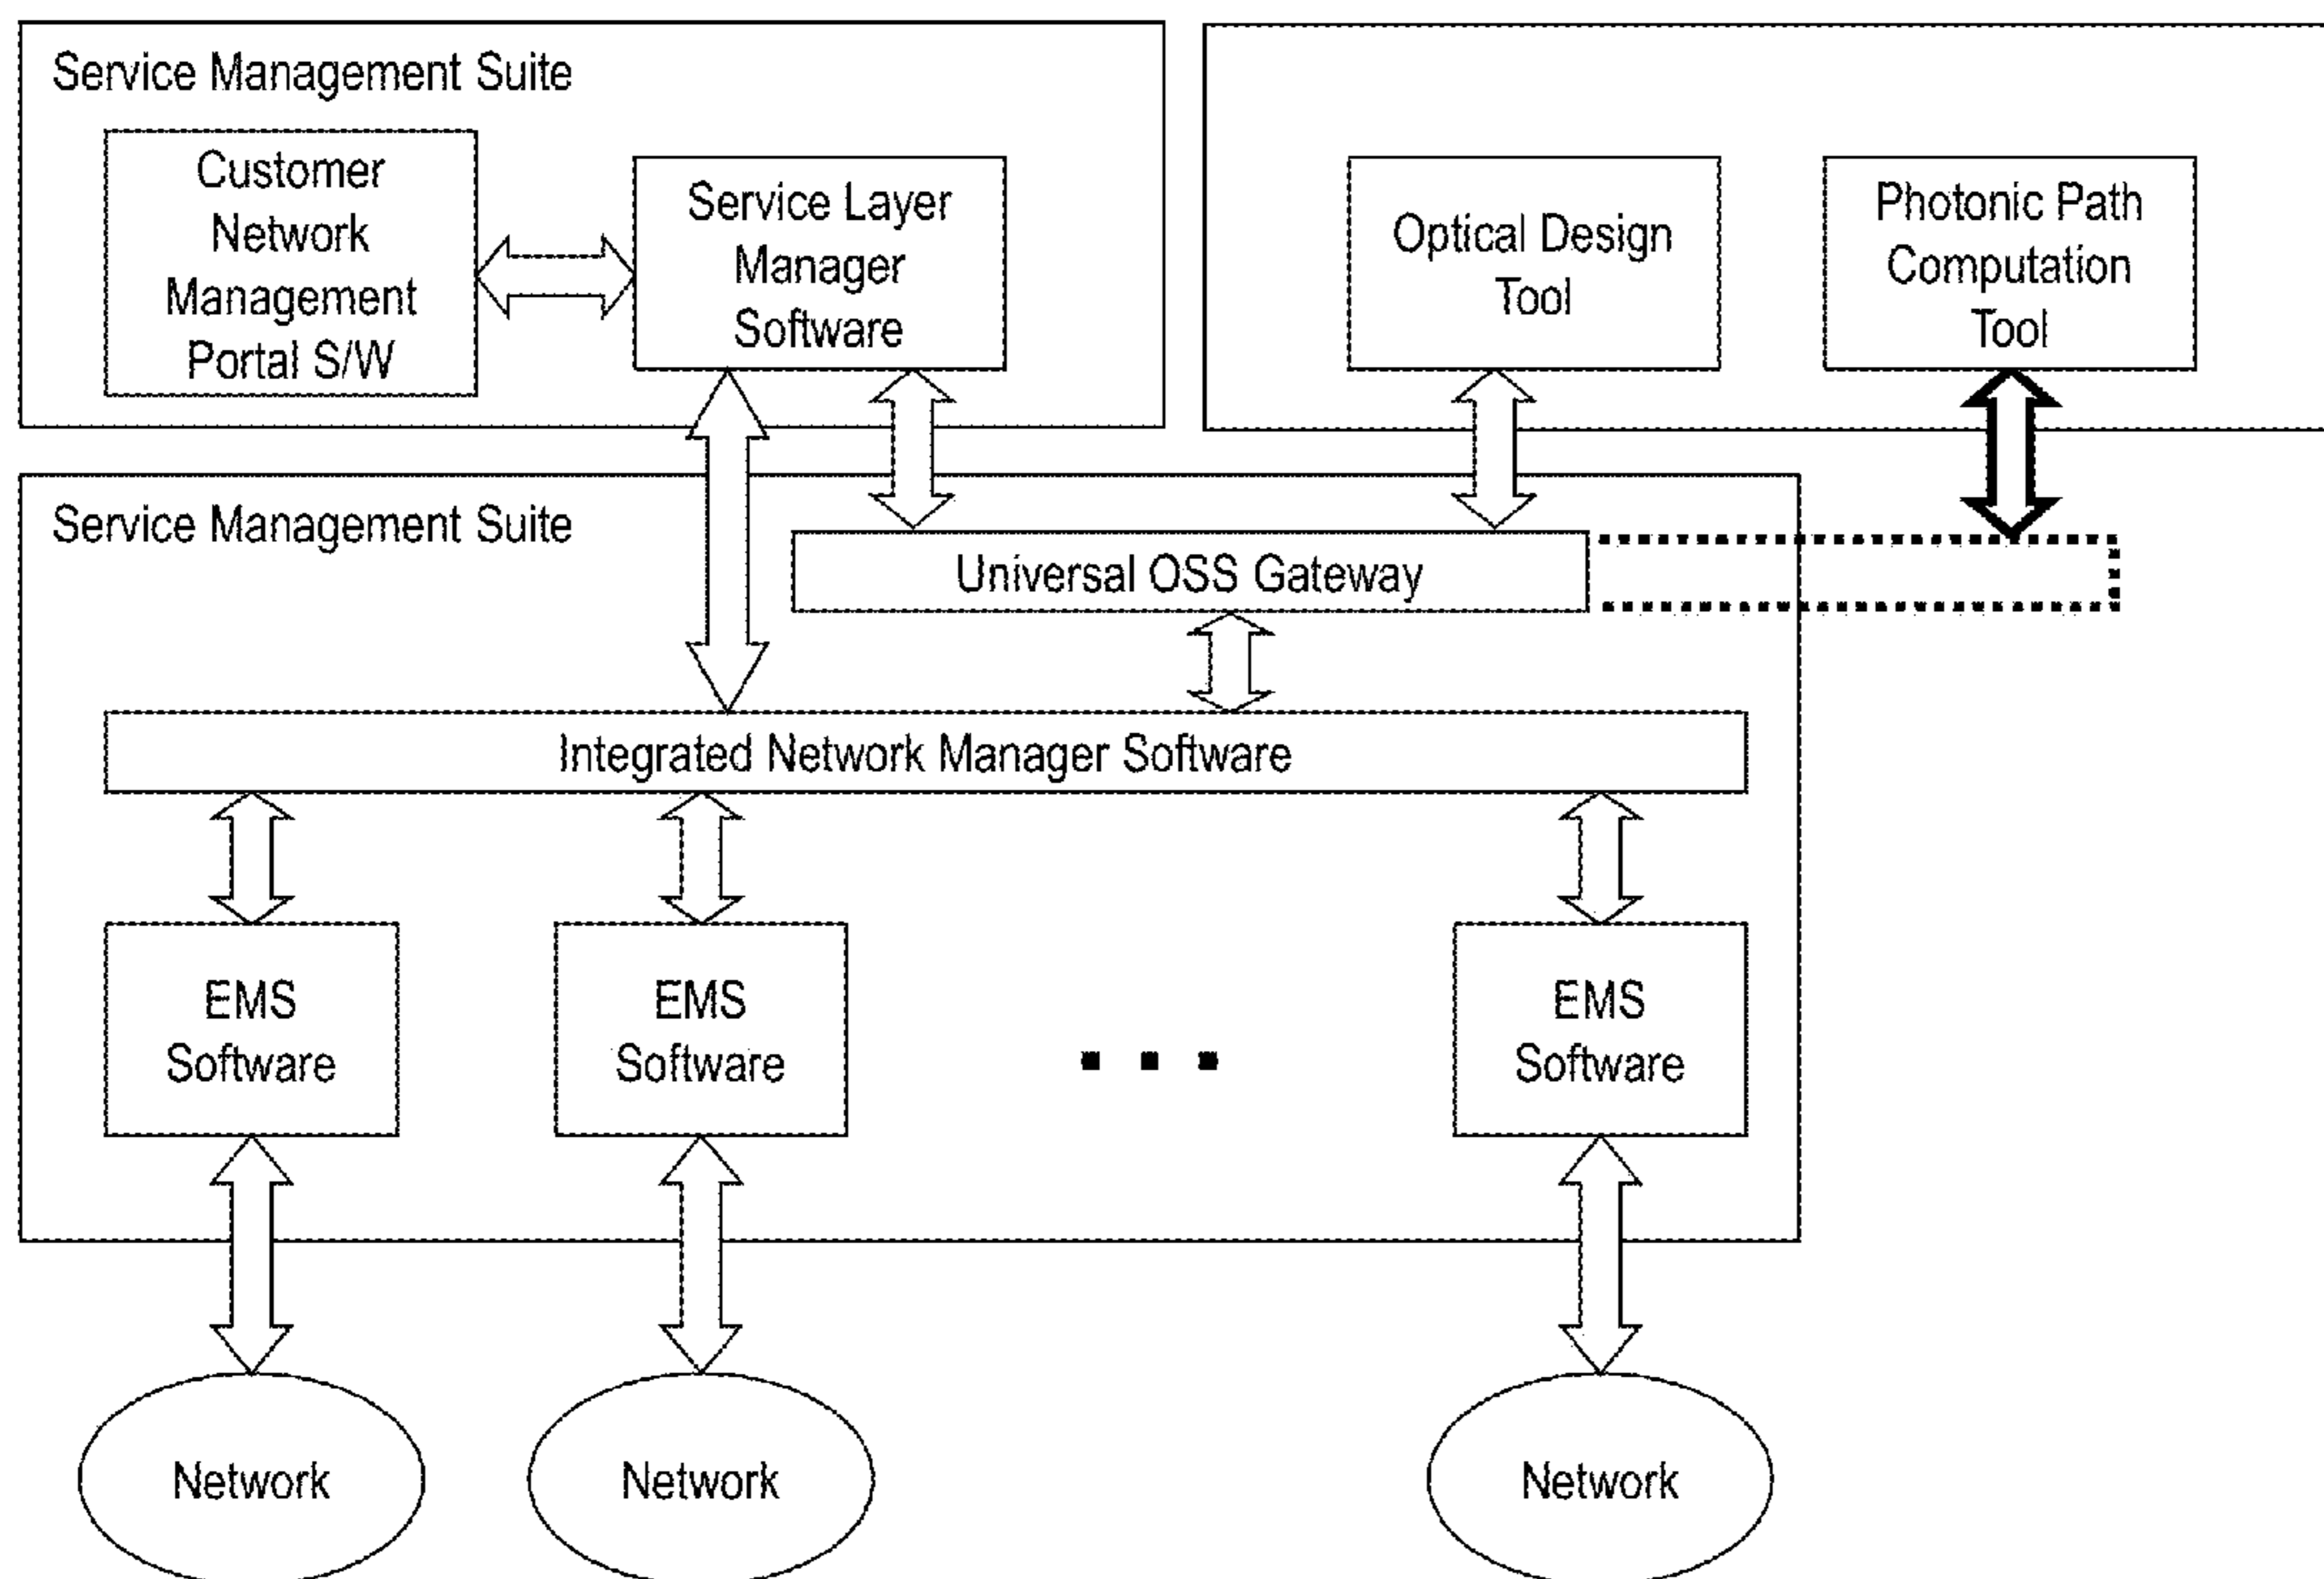 Service Management Suite
Customer
Network
Management
Portal S/W
Service Layer
Manager
Software
Optical Design
Tool
Photonic Path
Computation
Tool
Service Management Suite
Universal OSS Gateway
Integrated Network Manager Software
EMS
Software
EMS
Software
EMS
Software
Network
Network
Network